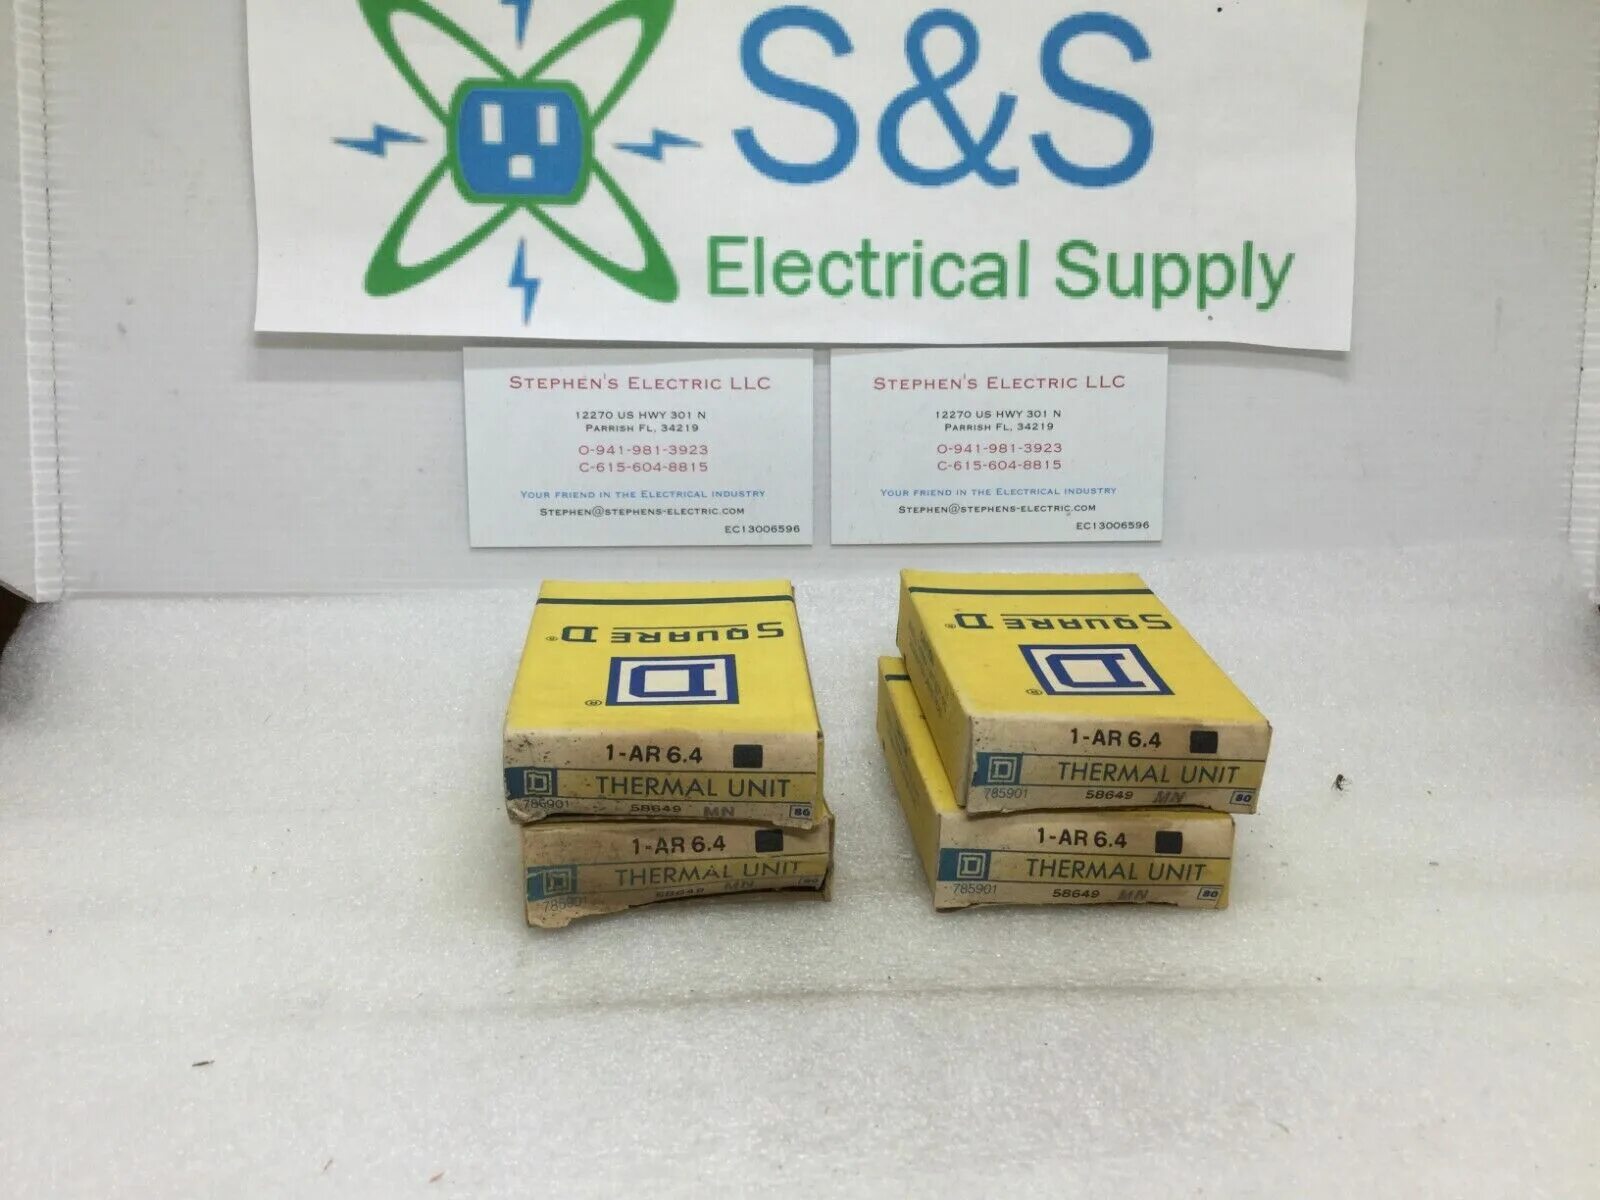 S&S
Electrical Supply
STEPHEN'S ELECTRIC LLC
12270 US HWY 301 N
PARRISH FL, 34219
O-941-981-3923
C-615-604-8815
YOUR FRIEND IN THE ELECTRICAL INDUSTRY
STEPHEN@STEPHENS-ELECTRIC.COM
EC13006596
STEPHEN'S ELECTRIC LLC
12270 US HWY 301 N
PARRISH FL, 34219
O-941-981-3923
C-615-604-8815
YOUR FRIEND IN THE ELECTRICAL INDUSTRY
STEPHEN@STEPHENS-ELECTRIC.COM
EC13006596
SQUARE D®
D®
1-AR 6.4
D THERMAL UNIT
785901 58649 MN 80
1-AR 6.4
D THERMAL UNIT
785901 58649 MN 80
SQUARE D®
D®
1-AR 6.4
D THERMAL UNIT
785901 58649 MN 80
1-AR 6.4
D THERMAL UNIT
785901 58649 MN 80